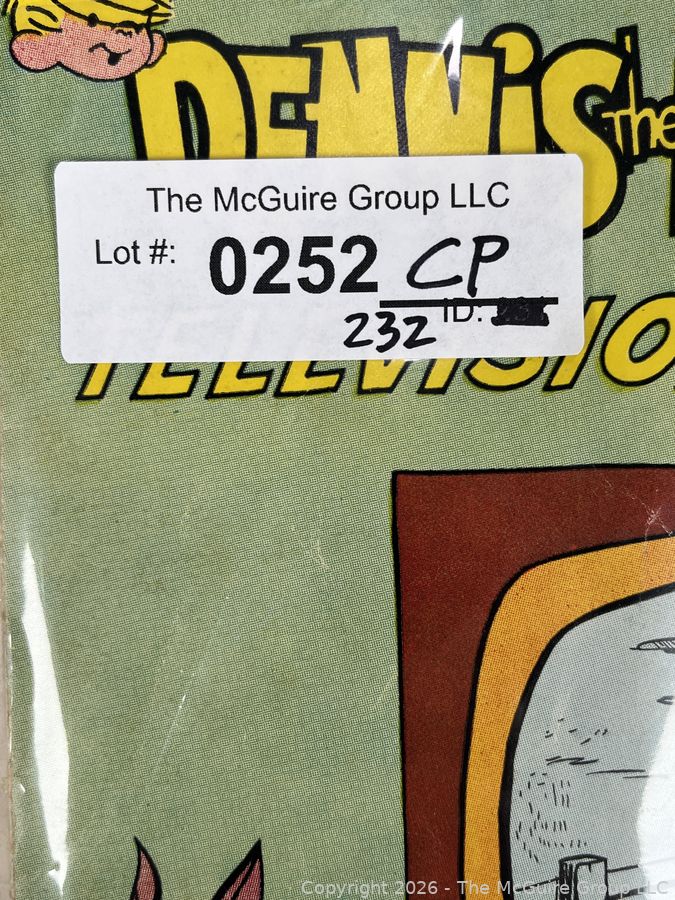 DENNIS the
The McGuire Group LLC
Lot #: 0252 CP
232 ID:
TELEVISIO
Copyright 2026 - The McGuire Group LLC